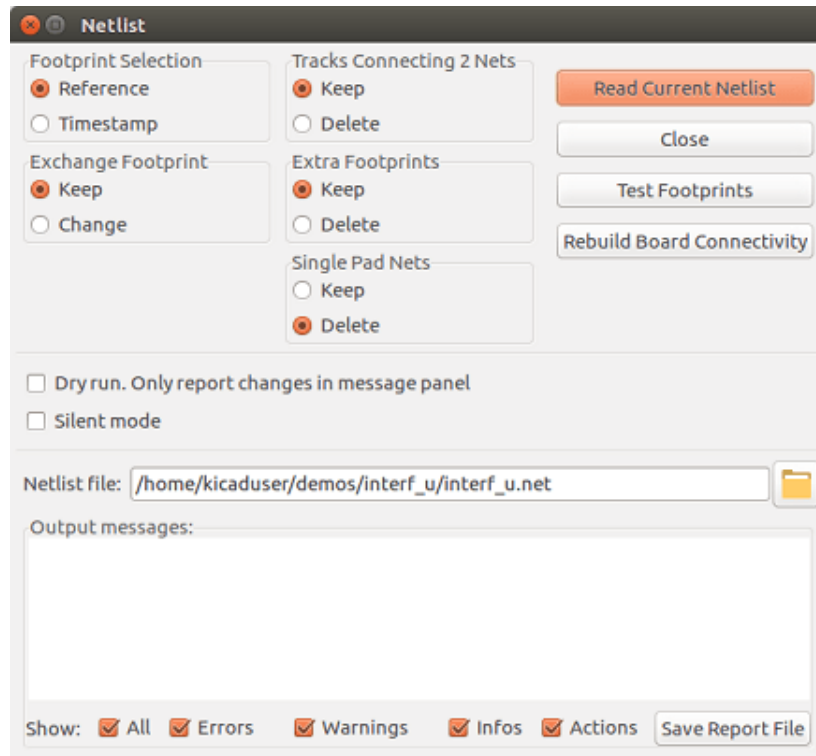 Netlist
Footprint Selection
Reference
Timestamp
Exchange Footprint
Keep
Change
Tracks Connecting 2 Nets
Keep
Delete
Extra Footprints
Keep
Delete
Single Pad Nets
Keep
Delete
Read Current Netlist
Close
Test Footprints
Rebuild Board Connectivity
Dry run. Only report changes in message panel
Silent mode
Netlist file: /home/kicaduser/demos/interf_u/interf_u.net
Output messages:
Show: All Errors Warnings Infos Actions Save Report File